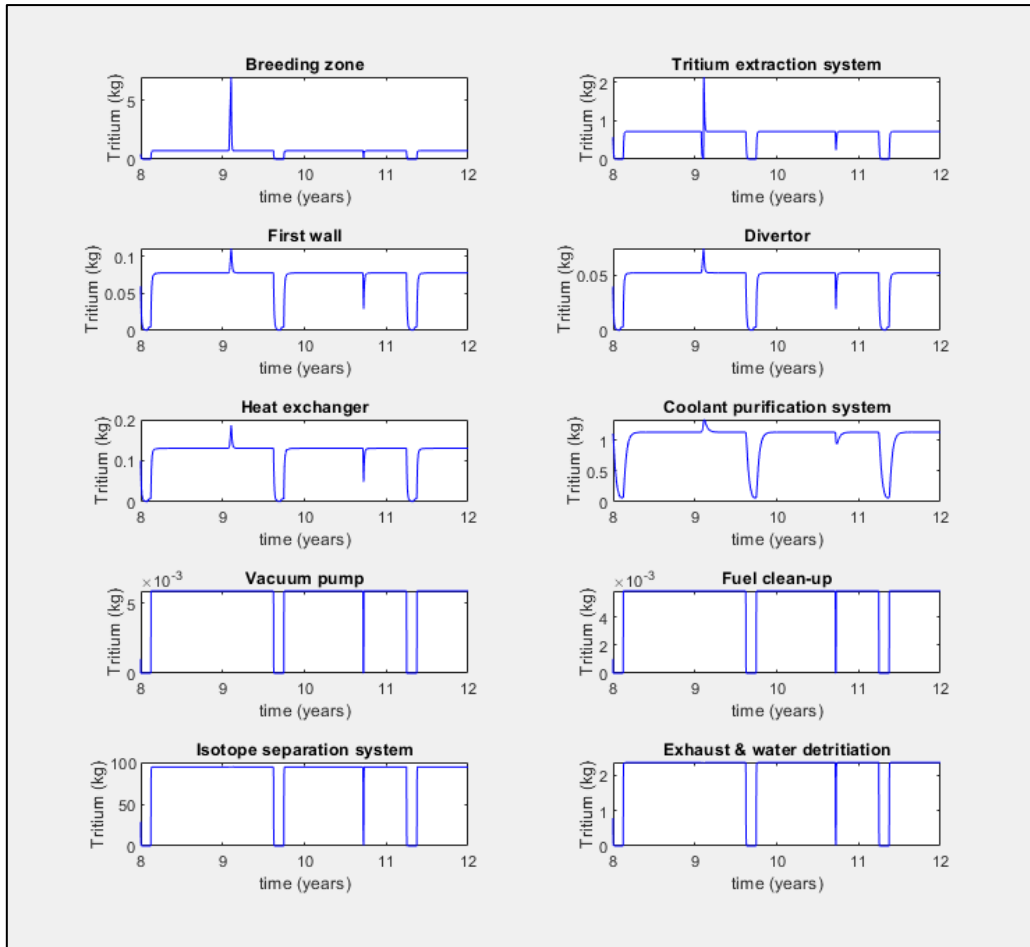 Breeding zone
Tritium (kg)
5
0
8 9 10 11 12
time (years)
Tritium extraction system
Tritium (kg)
2
1
0
8 9 10 11 12
time (years)
First wall
Tritium (kg)
0.1
0.05
0
8 9 10 11 12
time (years)
Divertor
Tritium (kg)
0.05
0
8 9 10 11 12
time (years)
Heat exchanger
Tritium (kg)
0.2
0.1
0
8 9 10 11 12
time (years)
Coolant purification system
Tritium (kg)
1
0.5
0
8 9 10 11 12
time (years)
Vacuum pump
×10⁻³
Tritium (kg)
5
0
8 9 10 11 12
time (years)
Fuel clean-up
×10⁻³
Tritium (kg)
4
2
0
8 9 10 11 12
time (years)
Isotope separation system
Tritium (kg)
100
50
0
8 9 10 11 12
time (years)
Exhaust & water detritiation
Tritium (kg)
2
1
0
8 9 10 11 12
time (years)